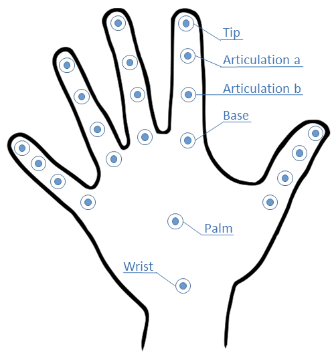 Tip
Articulation a
Articulation b
Base
Palm
Wrist